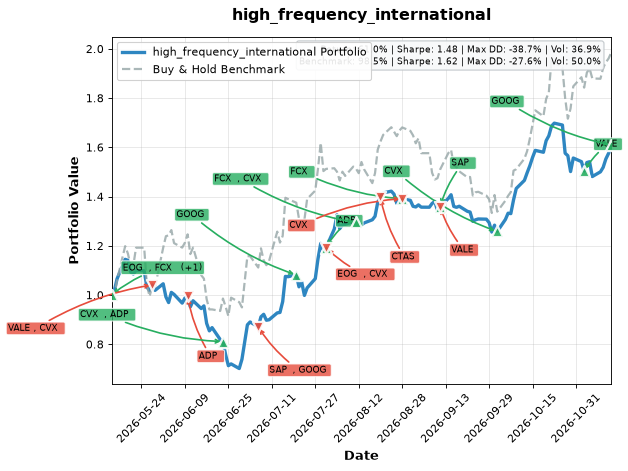 high_frequency_international
high_frequency_international Portfolio
Buy & Hold Benchmark
0% | Sharpe: 1.48 | Max DD: -38.7% | Vol: 36.9%
5% | Sharpe: 1.62 | Max DD: -27.6% | Vol: 50.0%
Portfolio Value
2.0
1.8
1.6
1.4
1.2
1.0
0.8
GOOG
VALE
FCX
CVX
SAP
FCX , CVX
GOOG
ADP
CVX
CTAS
VALE
EOG , FCX (+1)
EOG , CVX
CVX , ADP
VALE , CVX
ADP
SAP , GOOG
2026-05-24
2026-06-09
2026-06-25
2026-07-11
2026-07-27
2026-08-12
2026-08-28
2026-09-13
2026-09-29
2026-10-15
2026-10-31
Date